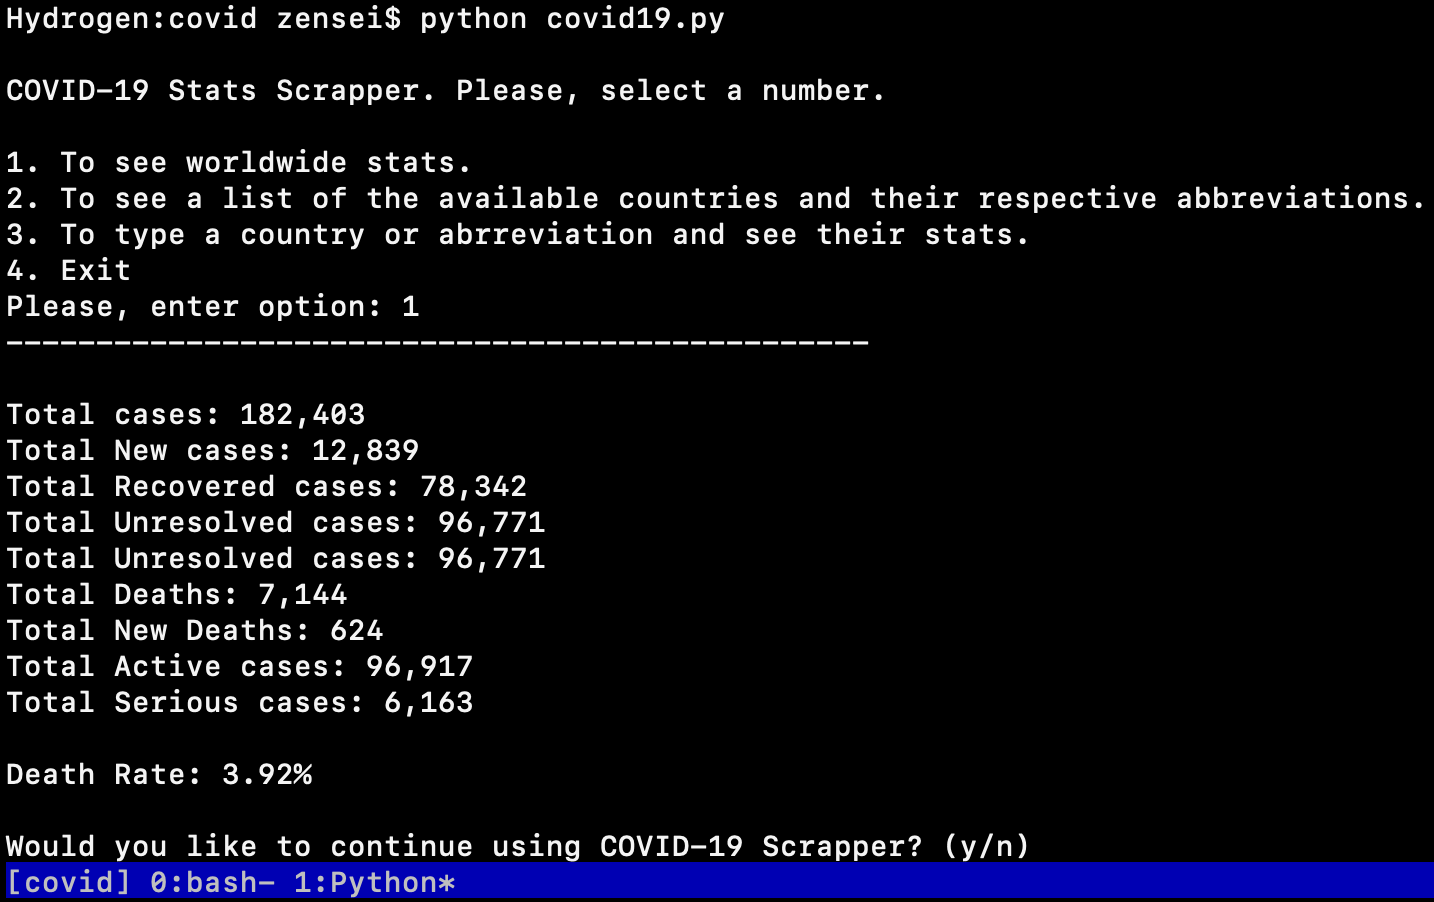 Hydrogen:covid zensei$ python covid19.py
COVID-19 Stats Scrapper. Please, select a number.
1. To see worldwide stats.
2. To see a list of the available countries and their respective abbreviations.
3. To type a country or abrreviation and see their stats.
4. Exit
Please, enter option: 1
------------------------------------------------
Total cases: 182,403
Total New cases: 12,839
Total Recovered cases: 78,342
Total Unresolved cases: 96,771
Total Unresolved cases: 96,771
Total Deaths: 7,144
Total New Deaths: 624
Total Active cases: 96,917
Total Serious cases: 6,163
Death Rate: 3.92%
Would you like to continue using COVID-19 Scrapper? (y/n)
[covid] 0:bash- 1:Python*